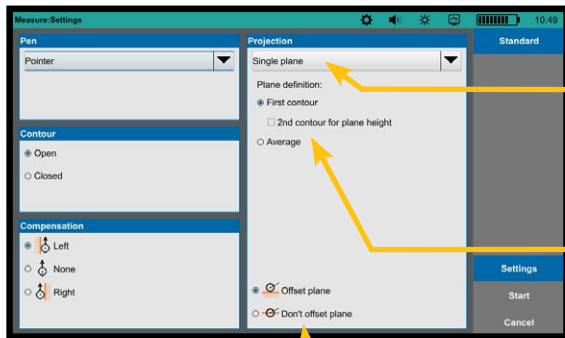 Measure:Settings
10:49
Pen
Pointer
Contour
Open
Closed
Compensation
Left
None
Right
Projection
Single plane
Plane definition:
First contour
2nd contour for plane height
Average
Offset plane
Don't offset plane
Standard
Settings
Start
Cancel